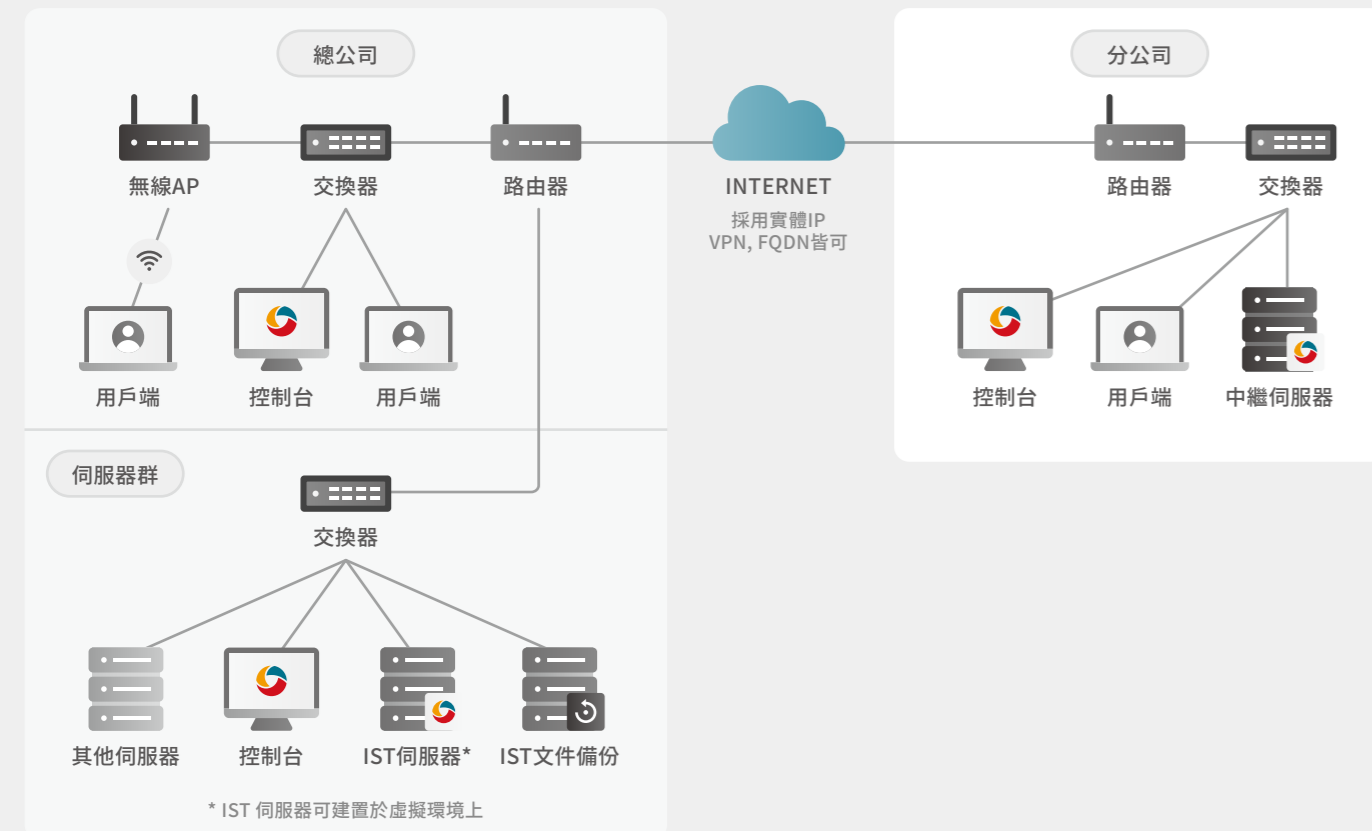 總公司
分公司
無線AP
交換器
路由器
INTERNET
採用實體IP
VPN, FQDN皆可
路由器
交換器
用戶端
控制台
用戶端
控制台
用戶端
中繼伺服器
伺服器群
交換器
其他伺服器
控制台
IST伺服器*
IST文件備份
* IST 伺服器可建置於虛擬環境上